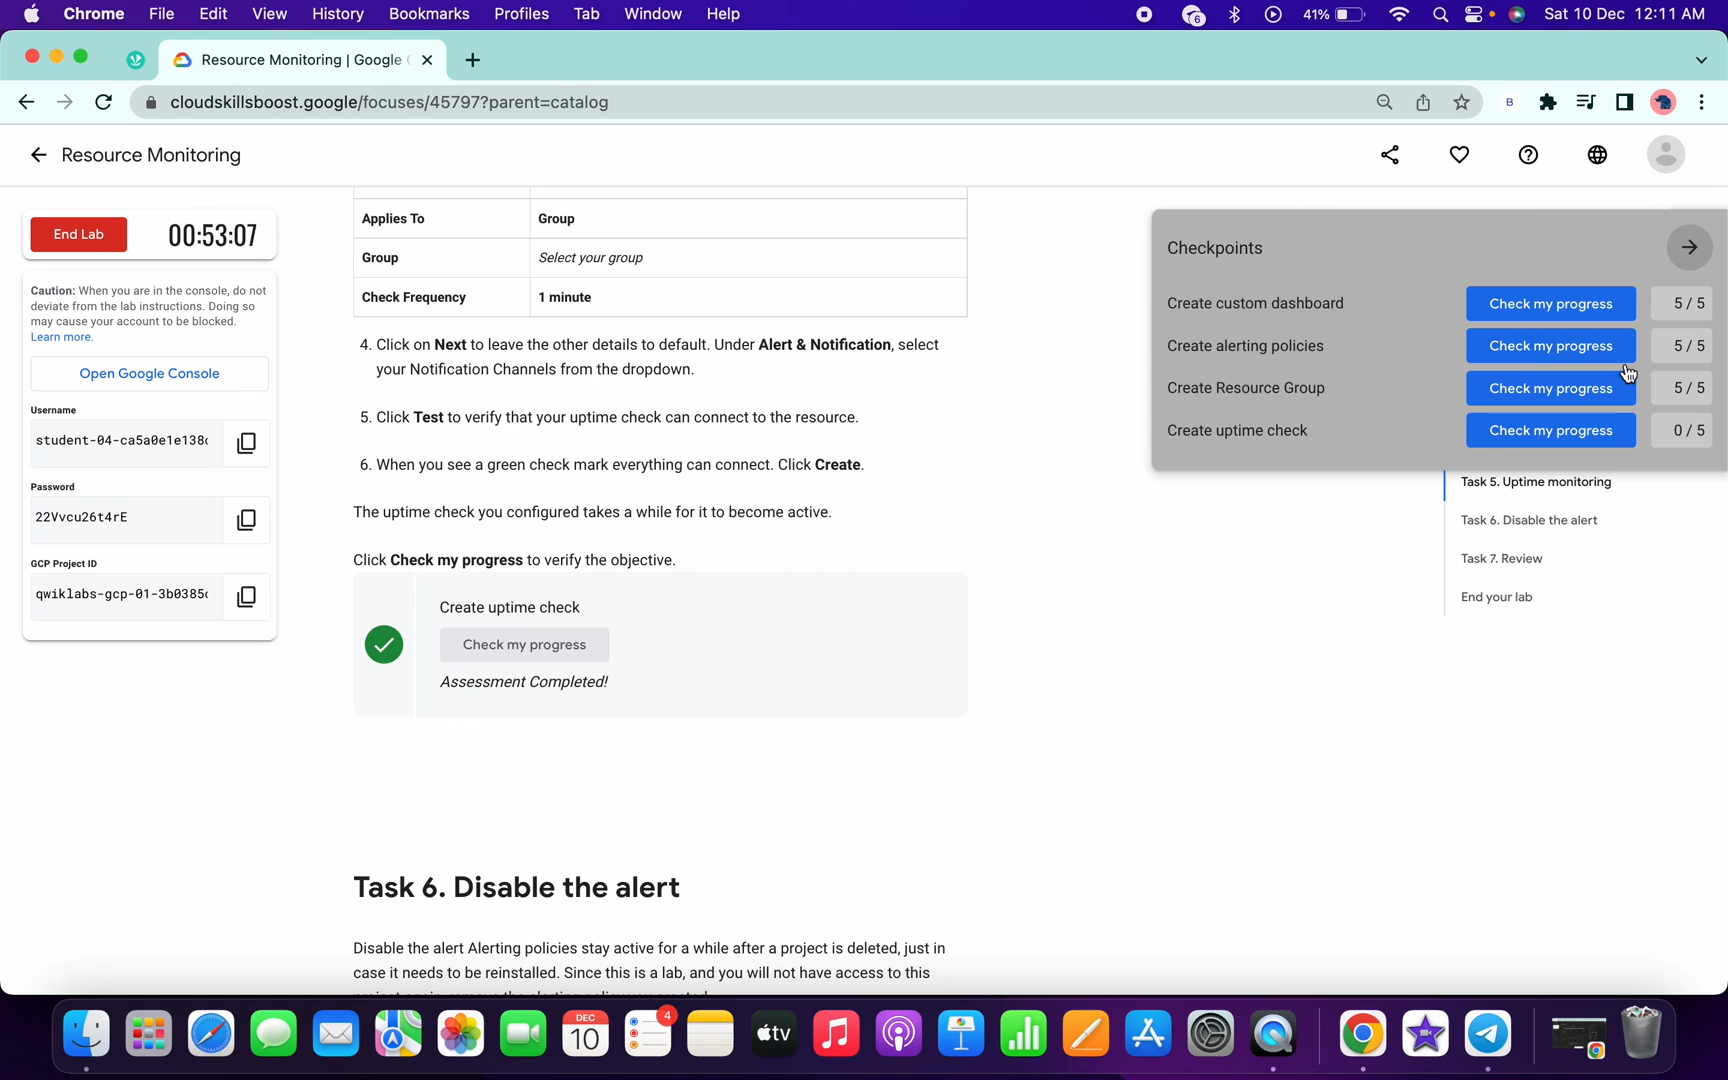 Chrome File Edit View History Bookmarks Profiles Tab Window Help 6 41% Sat 10 Dec 12:11 AM
Resource Monitoring | Google
cloudskillsboost.google/focuses/45797?parent=catalog B
Resource Monitoring
End Lab 00:53:07
Caution: When you are in the console, do not
deviate from the lab instructions. Doing so
may cause your account to be blocked.
Learn more.
Open Google Console
Username
student-04-ca5a0e1e138
Password
22Vvcu26t4rE
GCP Project ID
qwiklabs-gcp-01-3b0385
Applies To Group
Group Select your group
Check Frequency 1 minute
4. Click on Next to leave the other details to default. Under Alert & Notification, select
your Notification Channels from the dropdown.
5. Click Test to verify that your uptime check can connect to the resource.
6. When you see a green check mark everything can connect. Click Create.
The uptime check you configured takes a while for it to become active.
Click Check my progress to verify the objective.
Create uptime check
Check my progress
Assessment Completed!
Task 6. Disable the alert
Disable the alert Alerting policies stay active for a while after a project is deleted, just in
case it needs to be reinstalled. Since this is a lab, and you will not have access to this
Checkpoints
Create custom dashboard Check my progress 5 / 5
Create alerting policies Check my progress 5 / 5
Create Resource Group Check my progress 5 / 5
Create uptime check Check my progress 0 / 5
Task 5. Uptime monitoring
Task 6. Disable the alert
Task 7. Review
End your lab
DEC
10
4
tv